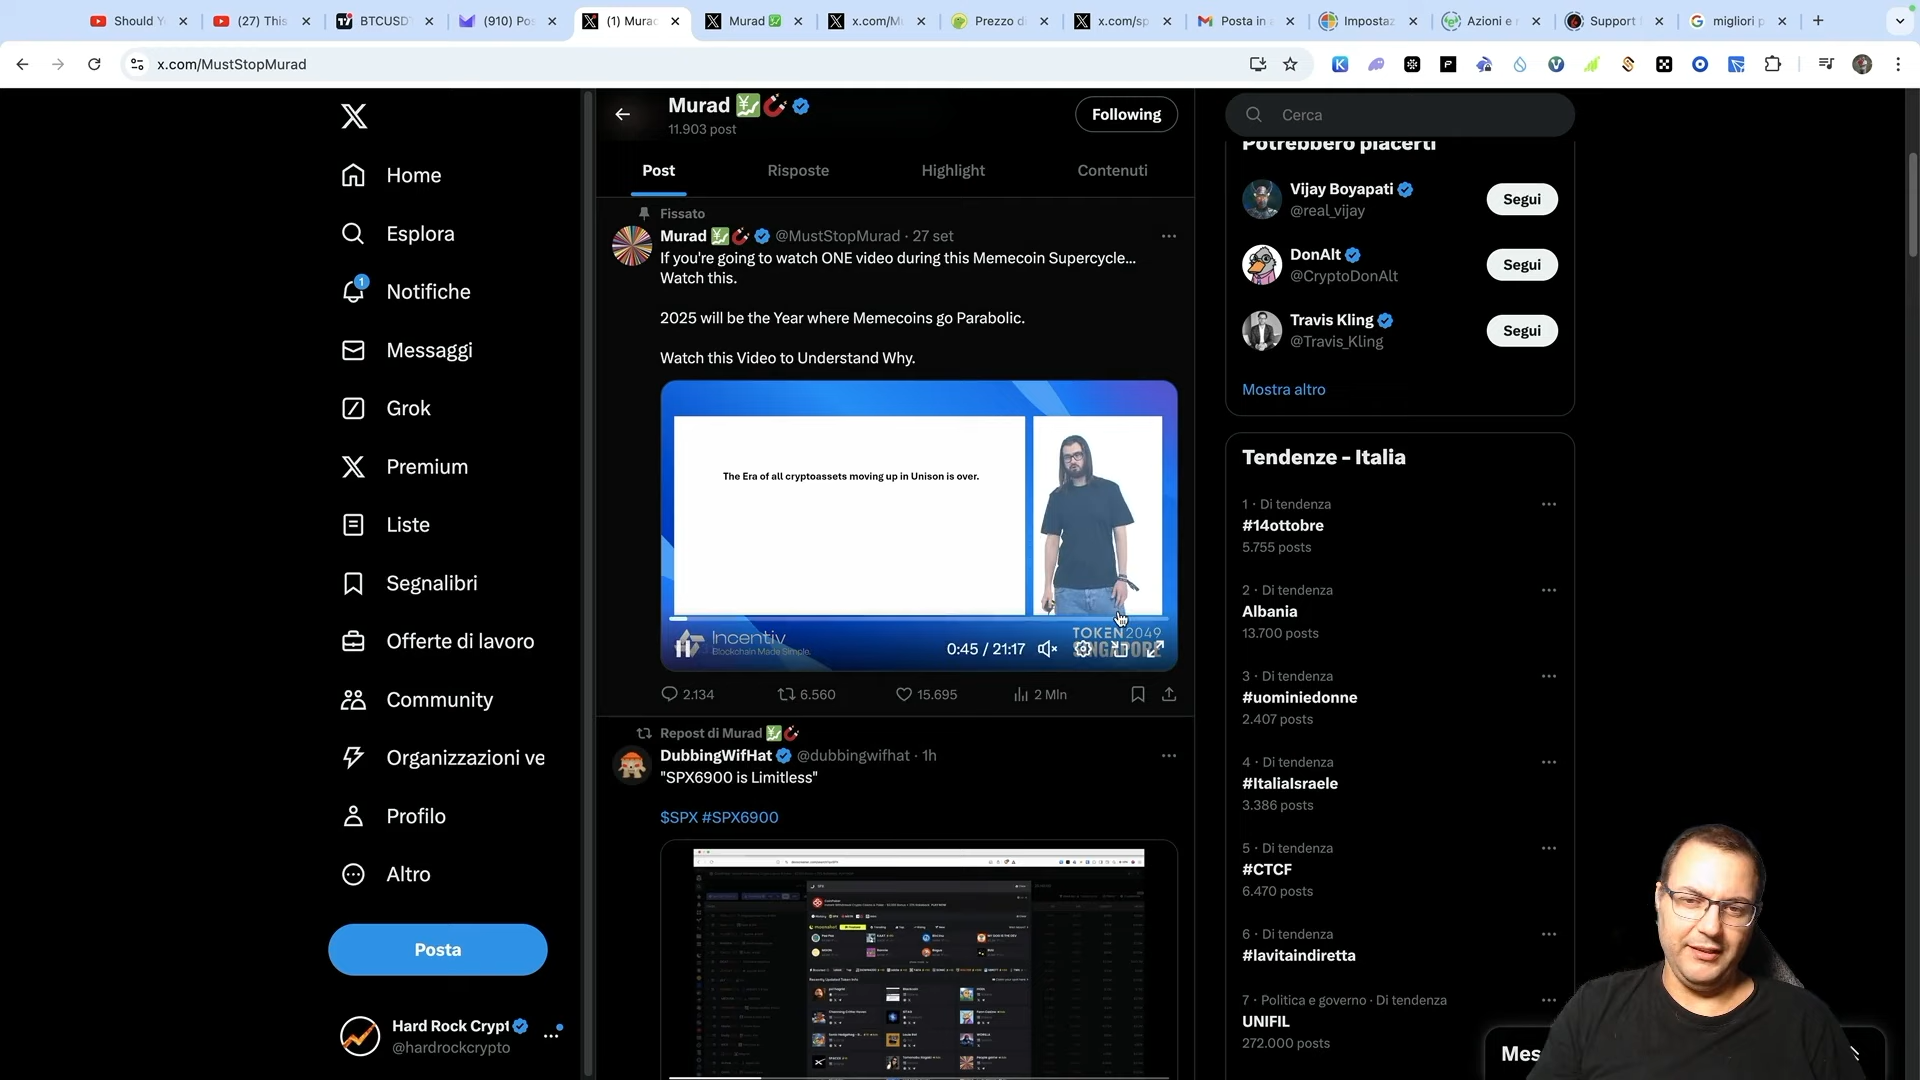 Should Y
(27) This
BTCUSD
(910) Po
(1) Mura
Murad
x.com/M
Prezzo d
x.com/sp
Posta in a
Impostaz
Azioni e
Support
migliori p
x.com/MustStopMurad
Murad
11.903 post
Following
Post
Risposte
Highlight
Contenuti
Home
Esplora
1
Notifiche
Messaggi
Grok
Premium
Liste
Segnalibri
Offerte di lavoro
Community
Organizzazioni ve
Profilo
Altro
Posta
Hard Rock Crypt
@hardrockcrypto
Fissato
Murad @MustStopMurad · 27 set
If you're going to watch ONE video during this Memecoin Supercycle...
Watch this.
2025 will be the Year where Memecoins go Parabolic.
Watch this Video to Understand Why.
The Era of all cryptoassets moving up in Unison is over.
Incentiv
Blockchain Made Simple.
0:45 / 21:17
TOKEN2049
SINGAPORE
2.134
6.560
15.695
2 Mln
Repost di Murad
DubbingWifHat @dubbingwifhat · 1h
"SPX6900 is Limitless"
$SPX #SPX6900
Cerca
Potrebbero piacerti
Vijay Boyapati
@real_vijay
Segui
DonAlt
@CryptoDonAlt
Segui
Travis Kling
@Travis_Kling
Segui
Mostra altro
Tendenze - Italia
1 · Di tendenza
#14ottobre
5.755 posts
2 · Di tendenza
Albania
13.700 posts
3 · Di tendenza
#uominiedonne
2.407 posts
4 · Di tendenza
#ItaliaIsraele
3.386 posts
5 · Di tendenza
#CTCF
6.470 posts
6 · Di tendenza
#lavitaindiretta
7 · Politica e governo · Di tendenza
UNIFIL
272.000 posts
Mes